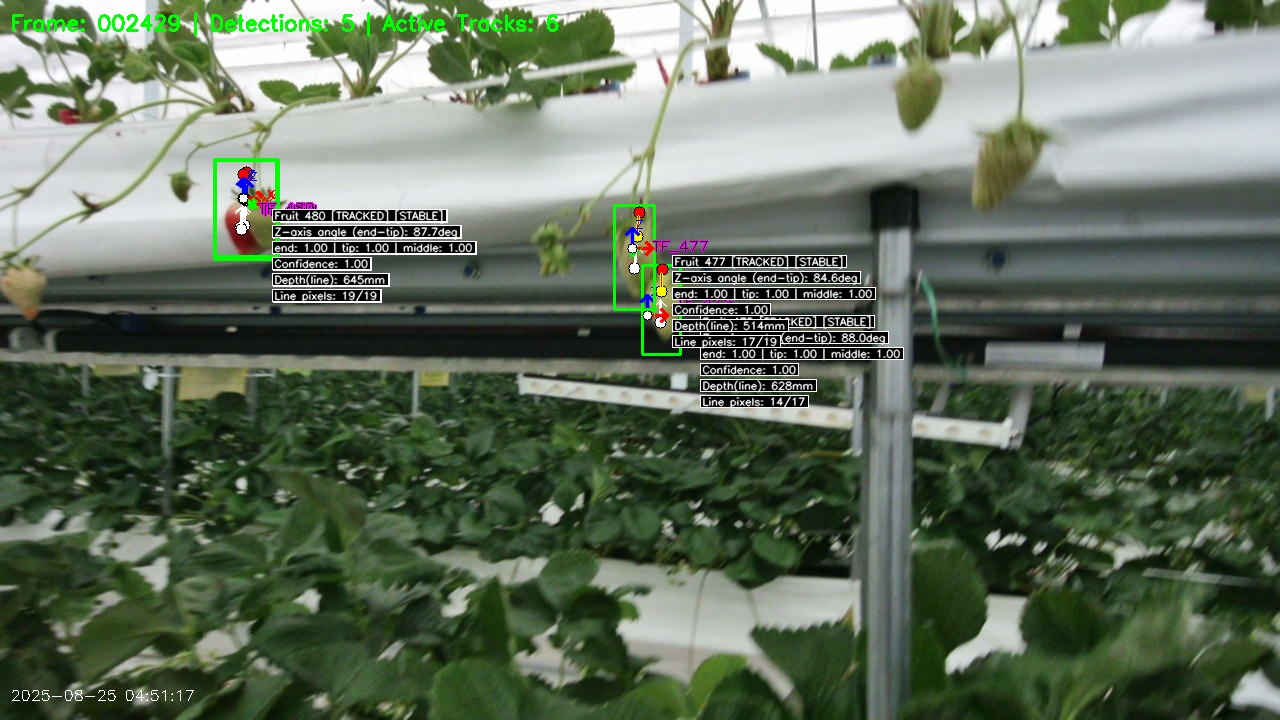 Frame: 002429 | Detections: 5 | Active Tracks: 6
Fruit 480 [TRACKED] [STABLE]
Z-axis angle (end-tip): 87.7deg
end: 1.00 | tip: 1.00 | middle: 1.00
Confidence: 1.00
Depth(line): 645mm
Line pixels: 19/19
TF_477
Fruit 477 [TRACKED] [STABLE]
Z-axis angle (end-tip): 84.6deg
end: 1.00 | tip: 1.00 | middle: 1.00
Confidence: 1.00
Depth(line): 514mm
Line pixels: 17/19
[STABLE]
(end-tip): 88.0deg
end: 1.00 | tip: 1.00 | middle: 1.00
Confidence: 1.00
Depth(line): 628mm
Line pixels: 14/17
2025-08-25 04:51:17